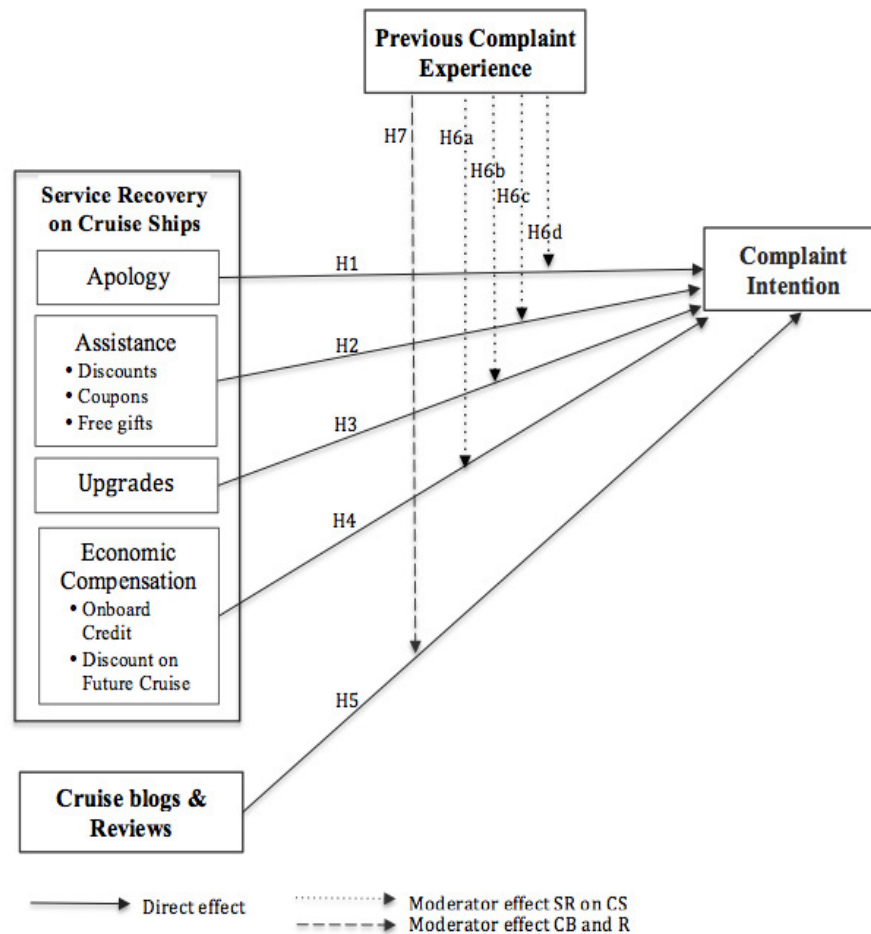 Previous Complaint
Experience
H7
H6a
H6b
H6c
H6d
Service Recovery
on Cruise Ships
Apology
H1
Complaint
Intention
Assistance
• Discounts
• Coupons
• Free gifts
H2
H3
Upgrades
H4
Economic
Compensation
• Onboard
Credit
• Discount on
Future Cruise
H5
Cruise blogs &
Reviews
Direct effect
Moderator effect SR on CS
Moderator effect CB and R